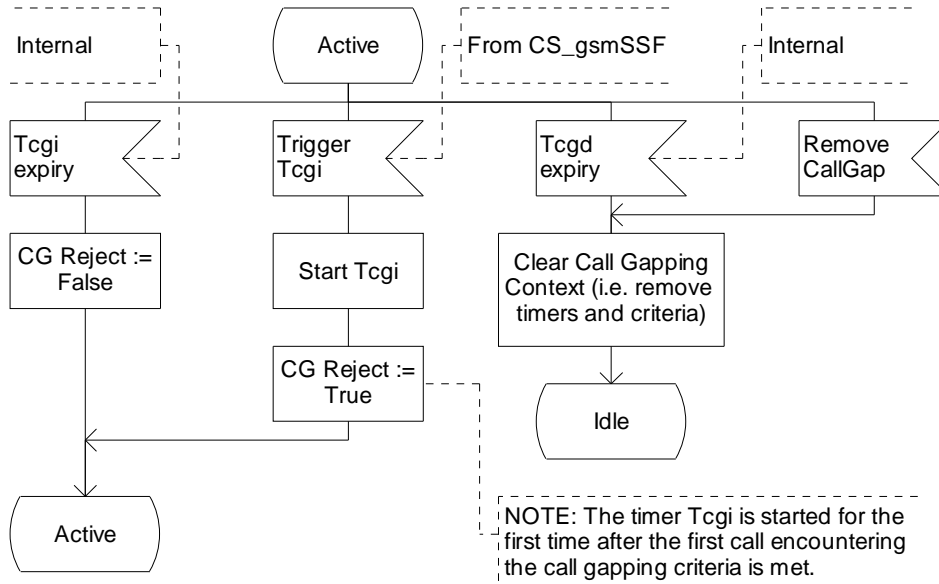 Internal
Active
From CS_gsmSSF
Internal
Tcgi
expiry
Trigger
Tcgi
Tcgd
expiry
Remove
CallGap
CG Reject :=
False
Start Tcgi
Clear Call Gapping
Context (i.e. remove
timers and criteria)
CG Reject :=
True
Idle
Active
NOTE: The timer Tcgi is started for the
first time after the first call encountering
the call gapping criteria is met.